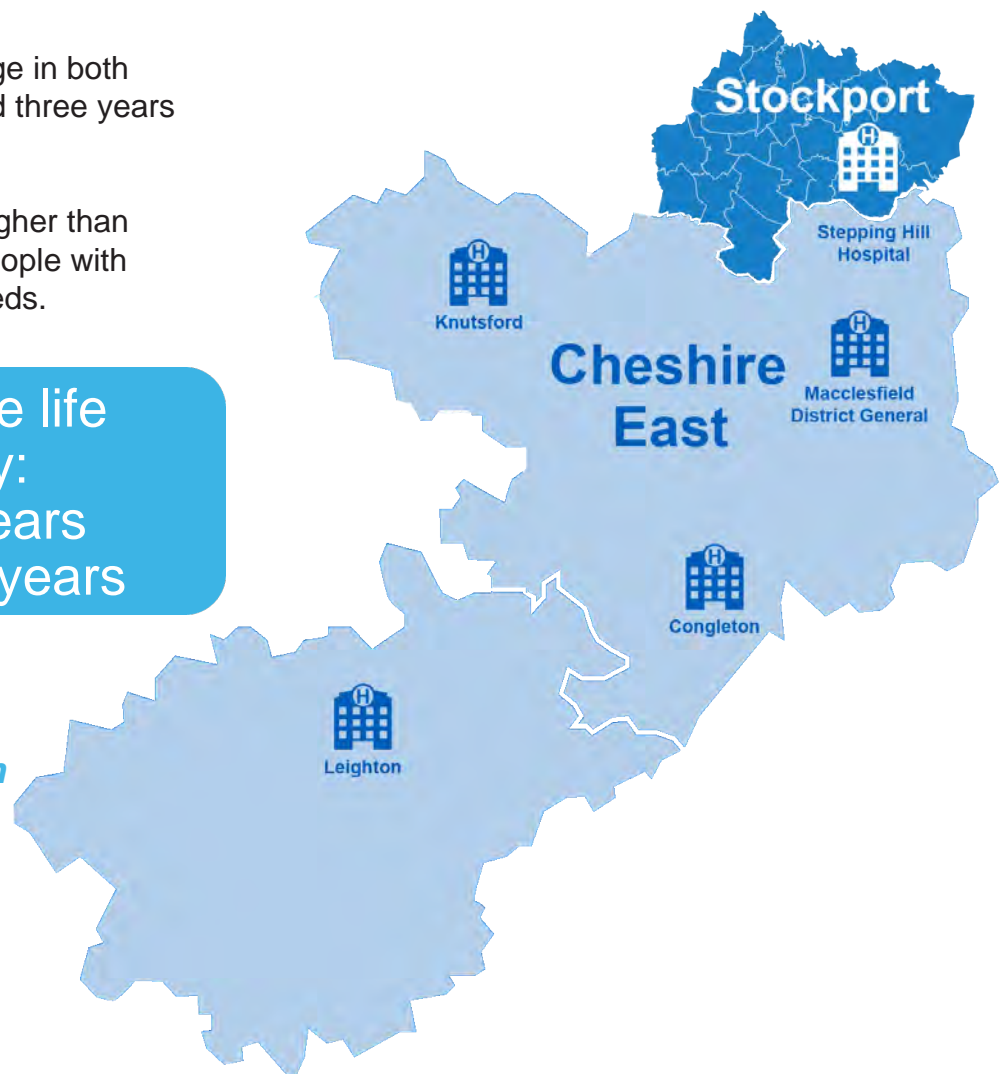 ge in both
d three years
gher than
ople with
eds.
e life
y:
ears
years
n
Stockport
H
Stepping Hill
Hospital
H
Knutsford
Cheshire
East
H
Macclesfield
District General
H
Congleton
H
Leighton